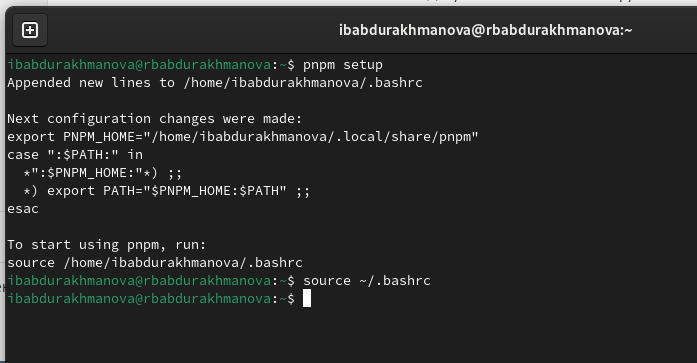 ibabdurakhmanova@rbabdurakhmanova:~
ibabdurakhmanova@rbabdurakhmanova:~$ pnpm setup
Appended new lines to /home/ibabdurakhmanova/.bashrc

Next configuration changes were made:
export PNPM_HOME="/home/ibabdurakhmanova/.local/share/pnpm"
case ":$PATH:" in
  *":$PNPM_HOME:"*) ;;
  *) export PATH="$PNPM_HOME:$PATH" ;;
esac

To start using pnpm, run:
source /home/ibabdurakhmanova/.bashrc
ibabdurakhmanova@rbabdurakhmanova:~$ source ~/.bashrc
ibabdurakhmanova@rbabdurakhmanova:~$